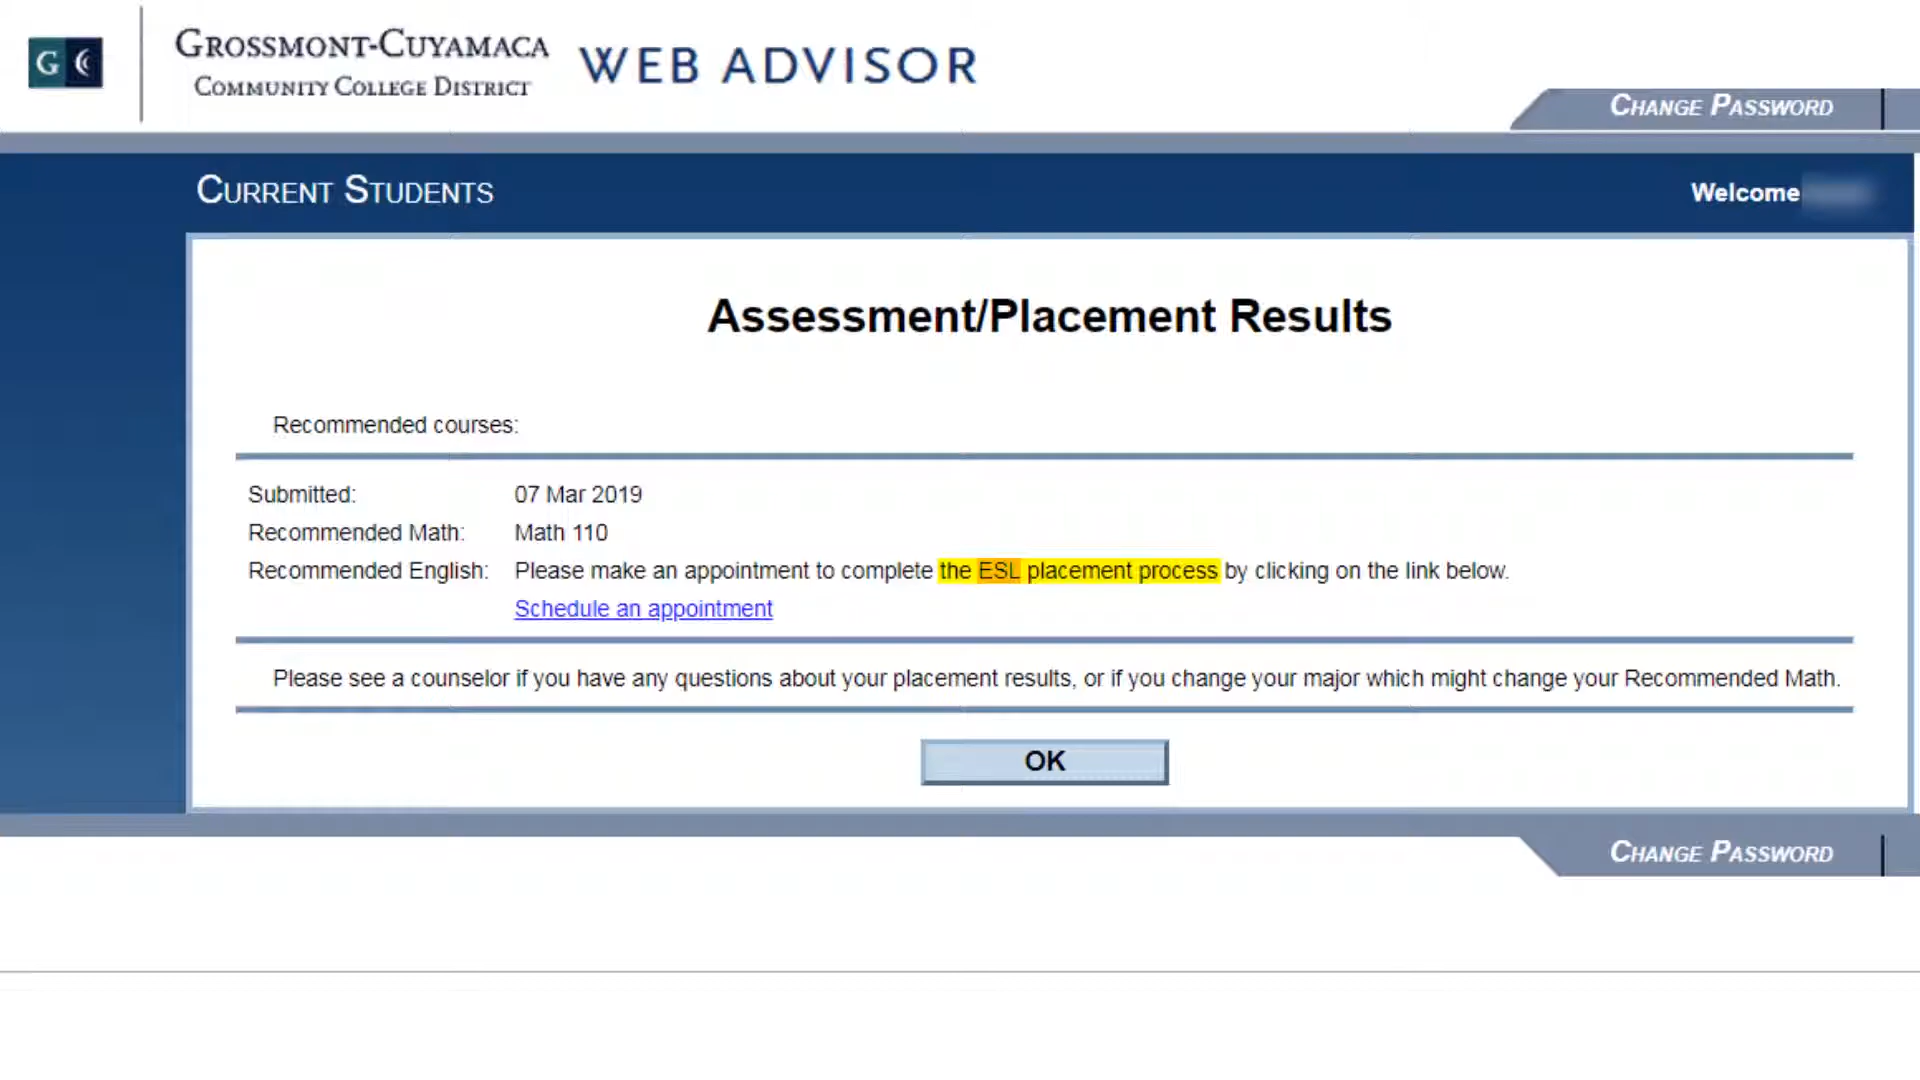 GC
GROSSMONT-CUYAMACA
COMMUNITY COLLEGE DISTRICT
WEB ADVISOR
CHANGE PASSWORD
CURRENT STUDENTS
Welcome
Assessment/Placement Results
Recommended courses:
Submitted: 07 Mar 2019
Recommended Math: Math 110
Recommended English: Please make an appointment to complete the ESL placement process by clicking on the link below.
Schedule an appointment
Please see a counselor if you have any questions about your placement results, or if you change your major which might change your Recommended Math.
OK
CHANGE PASSWORD